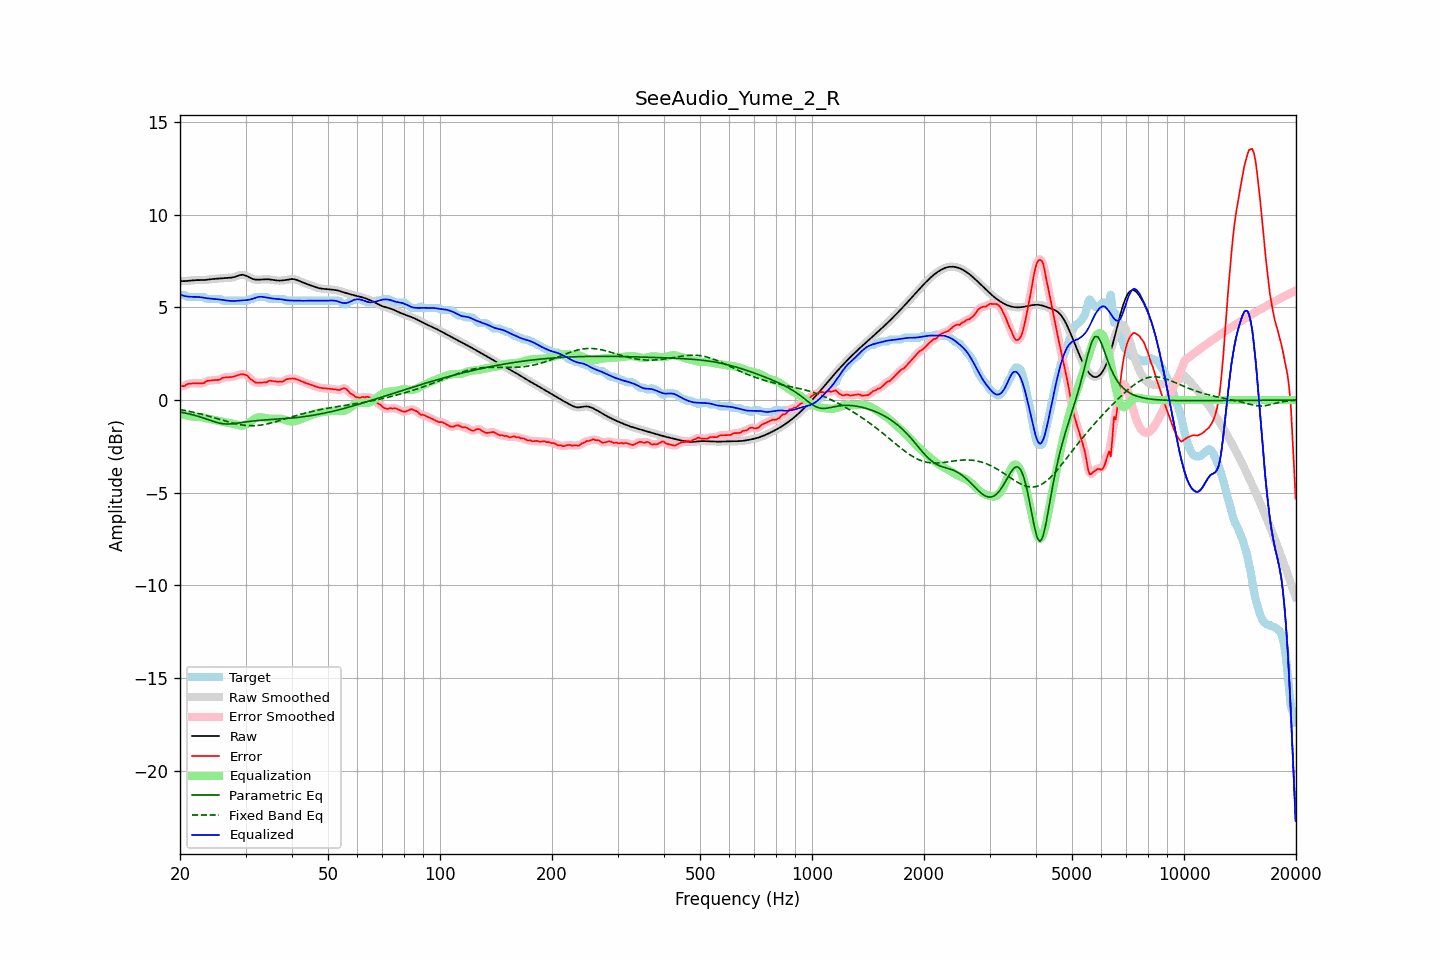 SeeAudio_Yume_2_R
15
10
5
0
−5
−10
−15
−20
Amplitude (dBr)
Target
Raw Smoothed
Error Smoothed
Raw
Error
Equalization
Parametric Eq
Fixed Band Eq
Equalized
20 50 100 200 500 1000 2000 5000 10000 20000
Frequency (Hz)